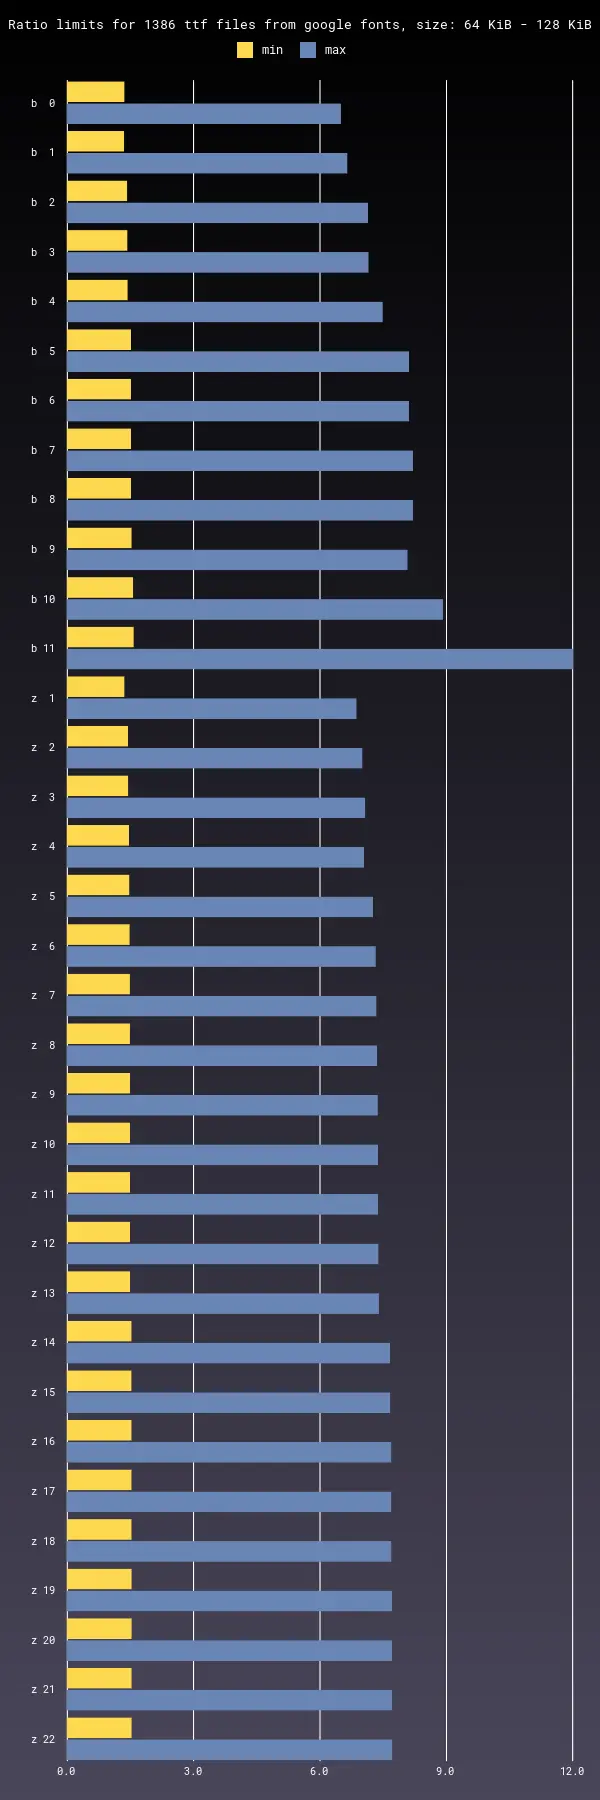 Ratio limits for 1386 ttf files from google fonts, size: 64 KiB - 128 KiB
min max
b 0
b 1
b 2
b 3
b 4
b 5
b 6
b 7
b 8
b 9
b 10
b 11
z 1
z 2
z 3
z 4
z 5
z 6
z 7
z 8
z 9
z 10
z 11
z 12
z 13
z 14
z 15
z 16
z 17
z 18
z 19
z 20
z 21
z 22
0.0 3.0 6.0 9.0 12.0